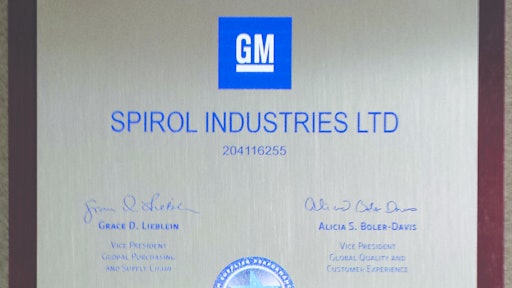 GM
SPIROL INDUSTRIES LTD
204116255
GRACE D. LIEBLEIN
VICE PRESIDENT
GLOBAL PURCHASING
AND SUPPLY CHAIN
ALICIA S. BOLER-DAVIS
VICE PRESIDENT
GLOBAL QUALITY AND
CUSTOMER EXPERIENCE